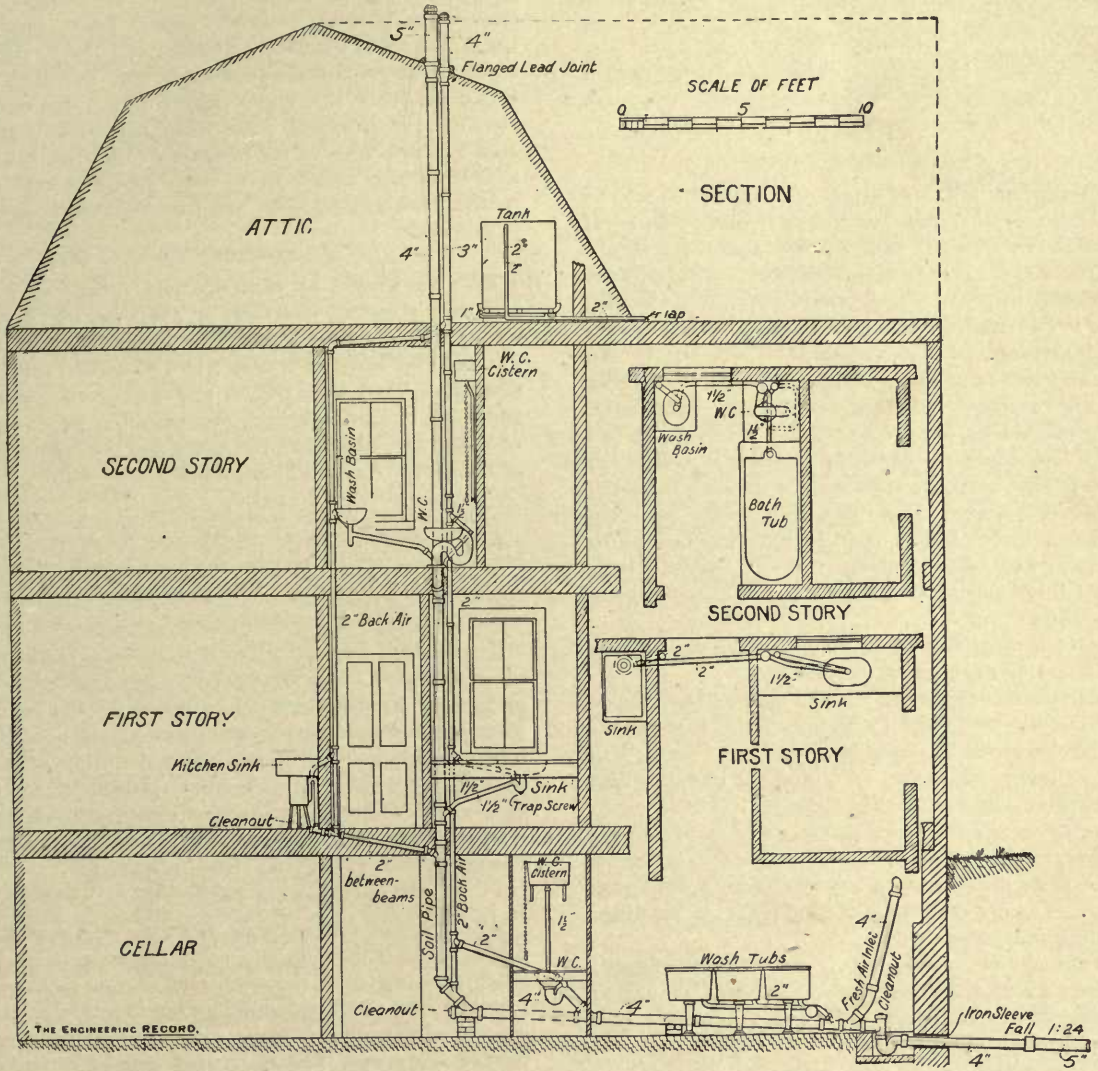 5"
4"
Flanged Lead Joint
SCALE OF FEET
0 5 10
SECTION
ATTIC
Tank
4"
3"
2"
1"
2"
Tap
W.C.
Cistern
SECOND STORY
Wash Basin
W.C.
1½"
W.C
Wash
Basin
1½"
Bath
Tub
SECOND STORY
2" Back Air
2"
FIRST STORY
Kitchen Sink
Cleanout
1½"
Sink
1½" Trap Screw
2"
2"
1½"
Sink
Sink
FIRST STORY
2"
between-
beams
Soil Pipe
2" Back Air
W.C.
Cistern
1½"
2"
W.C.
CELLAR
4"
4"
Cleanout
Wash Tubs
2"
4"
Fresh Air Inlet
Cleanout
Iron Sleeve
Fall 1:24
4"
5"
THE ENGINEERING RECORD.